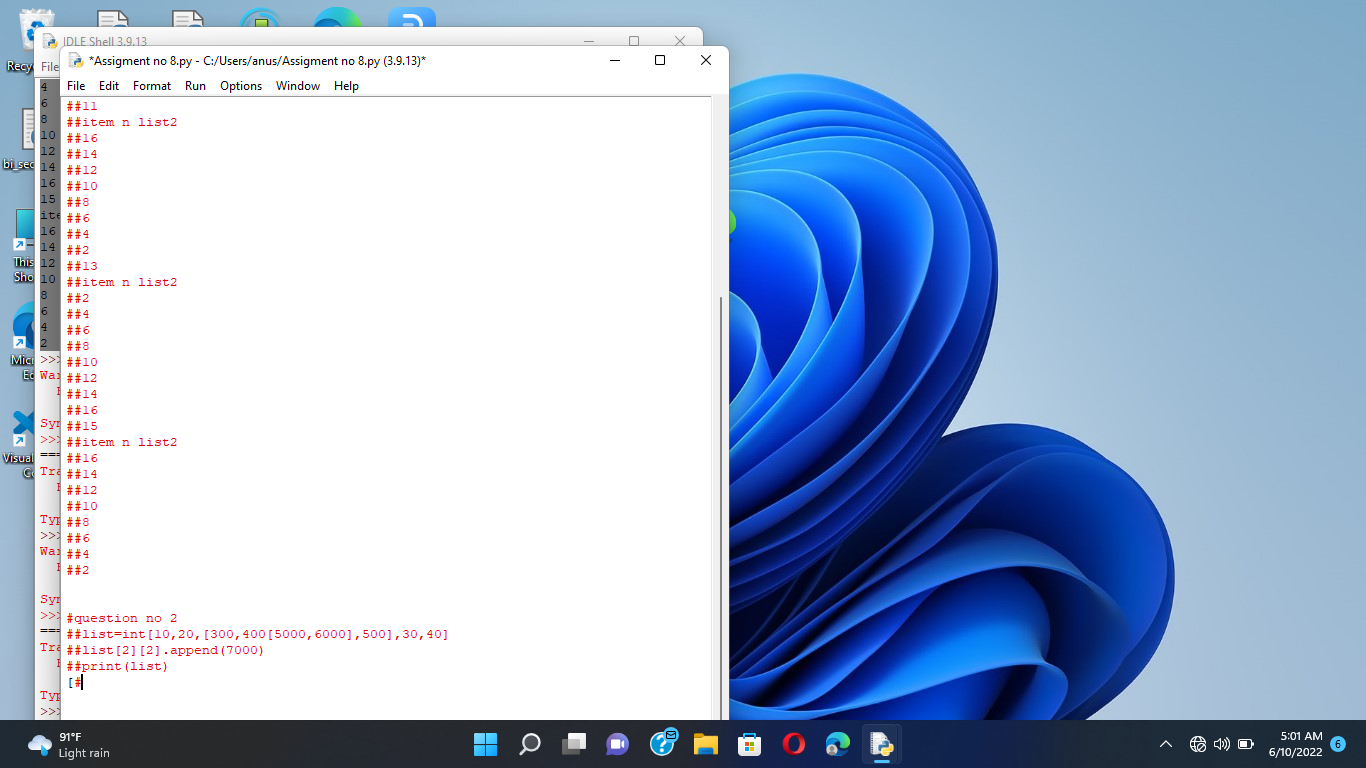 Recyc
bi_sec
This
Sho
Micr
Ed
Visual
Co
IDLE Shell 3.9.13
File
4
6
8
10
12
14
16
15
ite
16
14
12
10
8
6
4
2
>>>
War
Syn
>>>
===
Tra
Typ
>>>
War
Syn
>>>
===
Tra
Typ
>>>
*Assigment no 8.py - C:/Users/anus/Assigment no 8.py (3.9.13)*
File Edit Format Run Options Window Help
##11
##item n list2
##16
##14
##12
##10
##8
##6
##4
##2
##13
##item n list2
##2
##4
##6
##8
##10
##12
##14
##16
##15
##item n list2
##16
##14
##12
##10
##8
##6
##4
##2
#question no 2
##list=int[10,20,[300,400[5000,6000],500],30,40]
##list[2][2].append(7000)
##print(list)
[#
91°F
Light rain
5:01 AM
6/10/2022
6